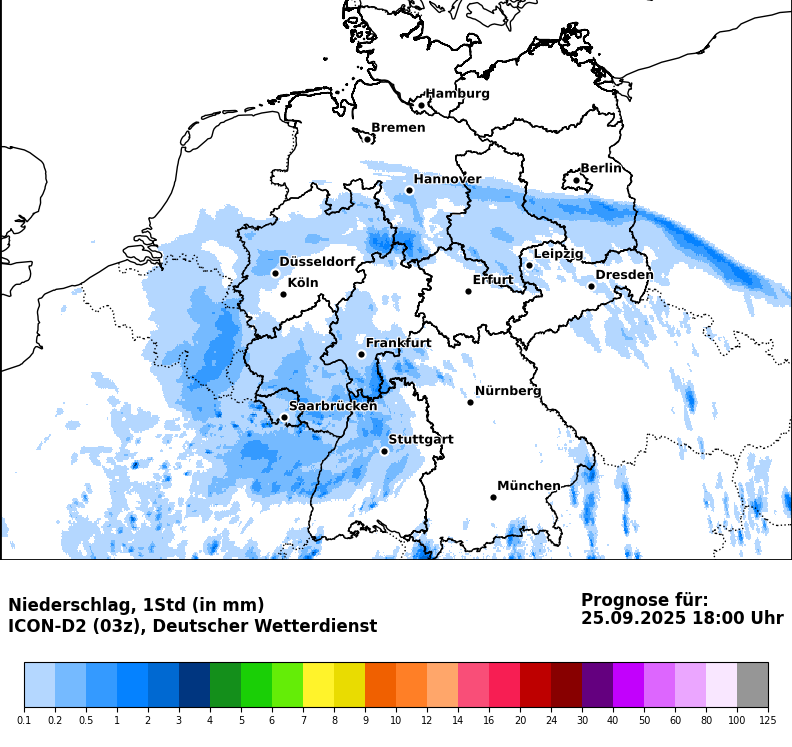 Hamburg
Bremen
Berlin
Hannover
Leipzig
Düsseldorf
Dresden
Erfurt
Köln
Frankfurt
Nürnberg
Saarbrücken
Stuttgart
München
Niederschlag, 1Std (in mm)
ICON-D2 (03z), Deutscher Wetterdienst
Prognose für:
25.09.2025 18:00 Uhr
0.1 0.2 0.5 1 2 3 4 5 6 7 8 9 10 12 14 16 20 24 30 40 50 60 80 100 125